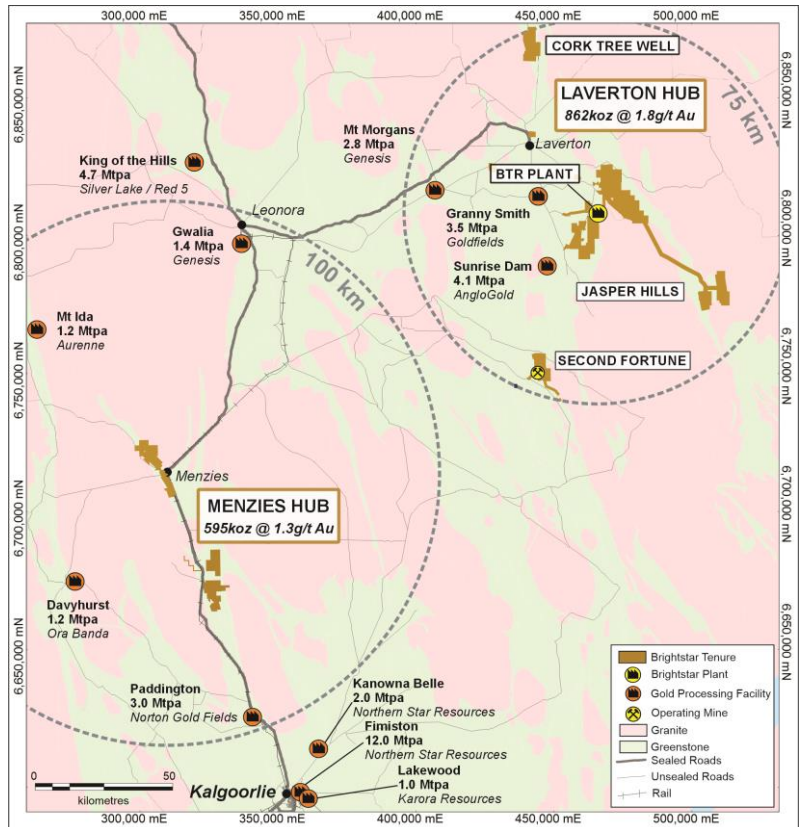 300,000 mE
350,000 mE
400,000 mE
450,000 mE
500,000 mE
6,850,000 mN
6,800,000 mN
6,750,000 mN
6,700,000 mN
6,650,000 mN
6,850,000 mN
6,800,000 mN
6,750,000 mN
6,700,000 mN
6,650,000 mN
CORK TREE WELL
LAVERTON HUB
862koz @ 1.8g/t Au
75 km
Mt Morgans
2.8 Mtpa
Genesis
Laverton
King of the Hills
4.7 Mtpa
Silver Lake / Red 5
BTR PLANT
Leonora
Granny Smith
3.5 Mtpa
Goldfields
Gwalia
1.4 Mtpa
Genesis
100 km
Sunrise Dam
4.1 Mtpa
AngloGold
JASPER HILLS
Mt Ida
1.2 Mtpa
Aurenne
SECOND FORTUNE
Menzies
MENZIES HUB
595koz @ 1.3g/t Au
Davyhurst
1.2 Mtpa
Ora Banda
Paddington
3.0 Mtpa
Norton Gold Fields
Kanowna Belle
2.0 Mtpa
Northern Star Resources
Fimiston
12.0 Mtpa
Northern Star Resources
Lakewood
1.0 Mtpa
Karora Resources
Kalgoorlie
0
50
kilometres
Brightstar Tenure
Brightstar Plant
Gold Processing Facility
Operating Mine
Granite
Greenstone
Sealed Roads
Unsealed Roads
Rail
300,000 mE
350,000 mE
400,000 mE
450,000 mE
500,000 mE